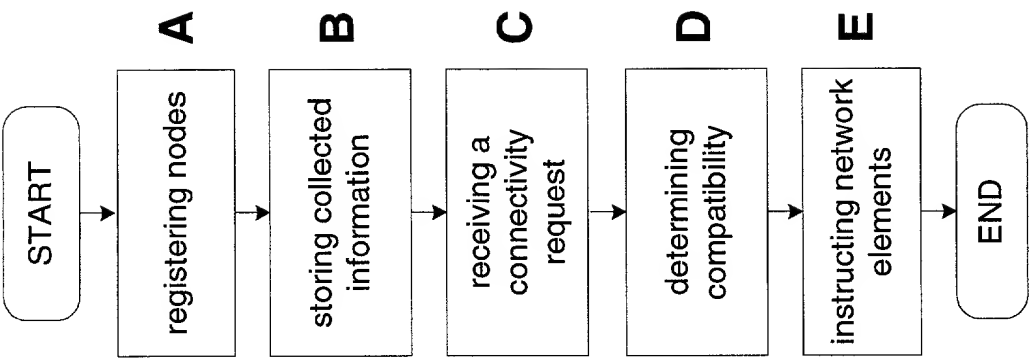 START
registering nodes
A
storing collected
information
B
receiving a
connectivity
request
C
determining
compatibility
D
instructing network
elements
E
END